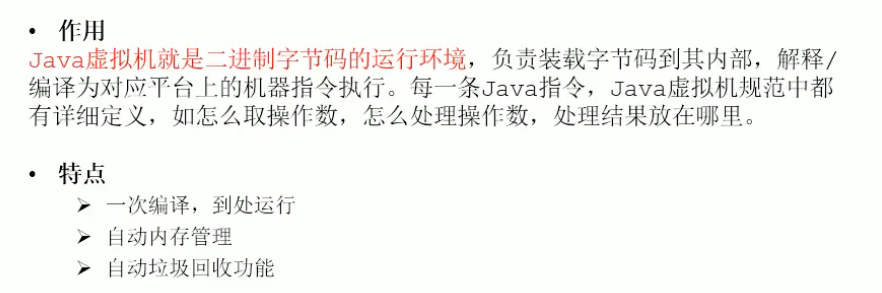 • 作用
Java虚拟机就是二进制字节码的运行环境，负责装载字节码到其内部，解释/
编译为对应平台上的机器指令执行。每一条Java指令，Java虚拟机规范中都
有详细定义，如怎么取操作数，怎么处理操作数，处理结果放在哪里。
• 特点
➢ 一次编译，到处运行
➢ 自动内存管理
➢ 自动垃圾回收功能